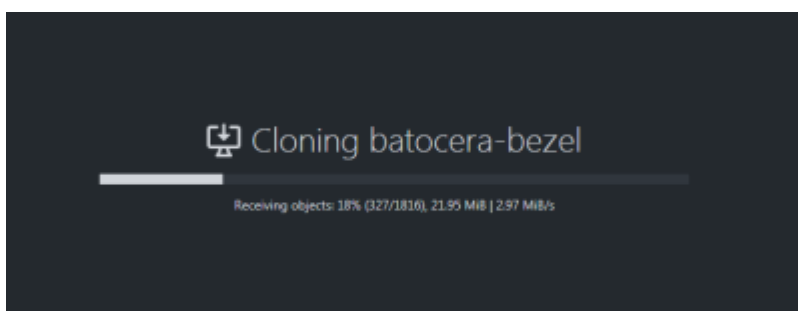 Cloning batocera-bezel
Receiving objects: 18% (327/1816), 21.95 MiB | 2.97 MiB/s